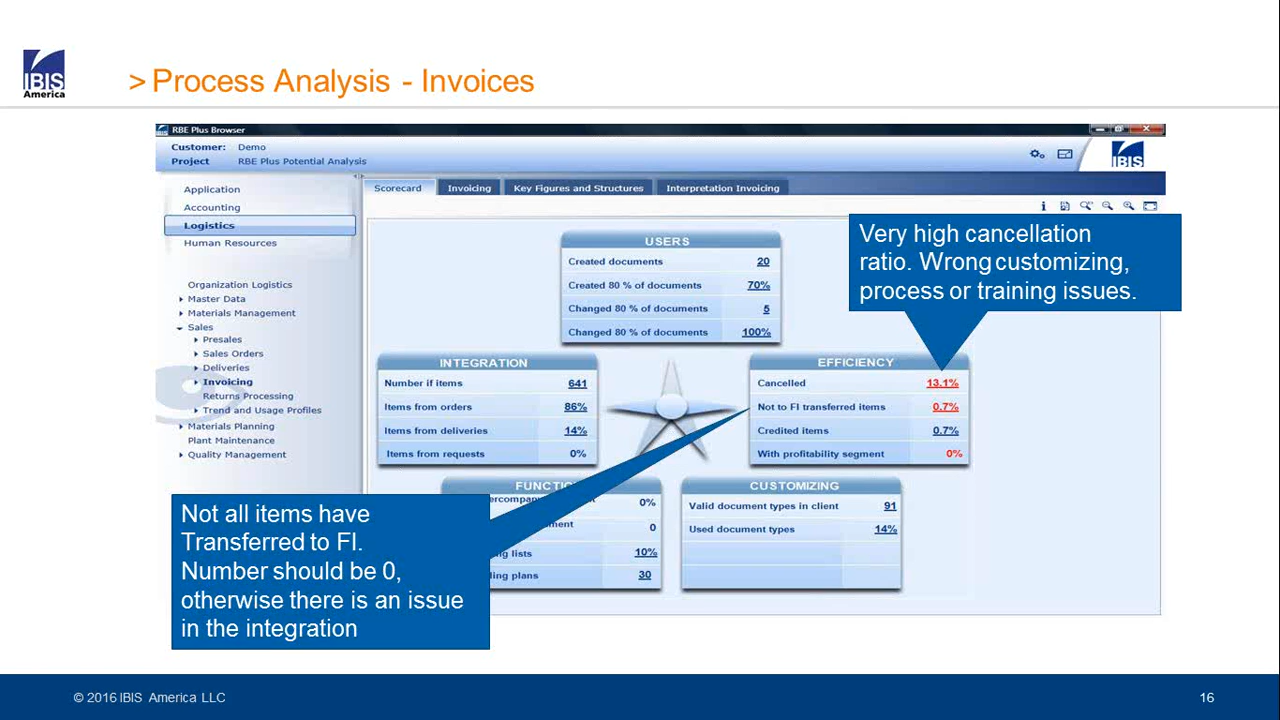 IBIS
America
> Process Analysis - Invoices
RBE Plus Browser
Customer: Demo
Project RBE Plus Potential Analysis
IBIS
Application
Accounting
Logistics
Human Resources
Organization Logistics
Master Data
Materials Management
Sales
Presales
Sales Orders
Deliveries
Invoicing
Returns Processing
Trend and Usage Profiles
Materials Planning
Plant Maintenance
Quality Management
Scorecard Invoicing Key Figures and Structures Interpretation Invoicing
USERS
Created documents 20
Created 80 % of documents 70%
Changed 80 % of documents 5
Changed 80 % of documents 100%
Very high cancellation
ratio. Wrong customizing,
process or training issues.
INTEGRATION
Number if items 641
Items from orders 86%
Items from deliveries 14%
Items from requests 0%
EFFICIENCY
Cancelled 13.1%
Not to FI transferred items 0.7%
Credited items 0.7%
With profitability segment 0%
0%
0
10%
plans 30
CUSTOMIZING
Valid document types in client 91
Used document types 14%
Not all items have
Transferred to FI.
Number should be 0,
otherwise there is an issue
in the integration
© 2016 IBIS America LLC
16